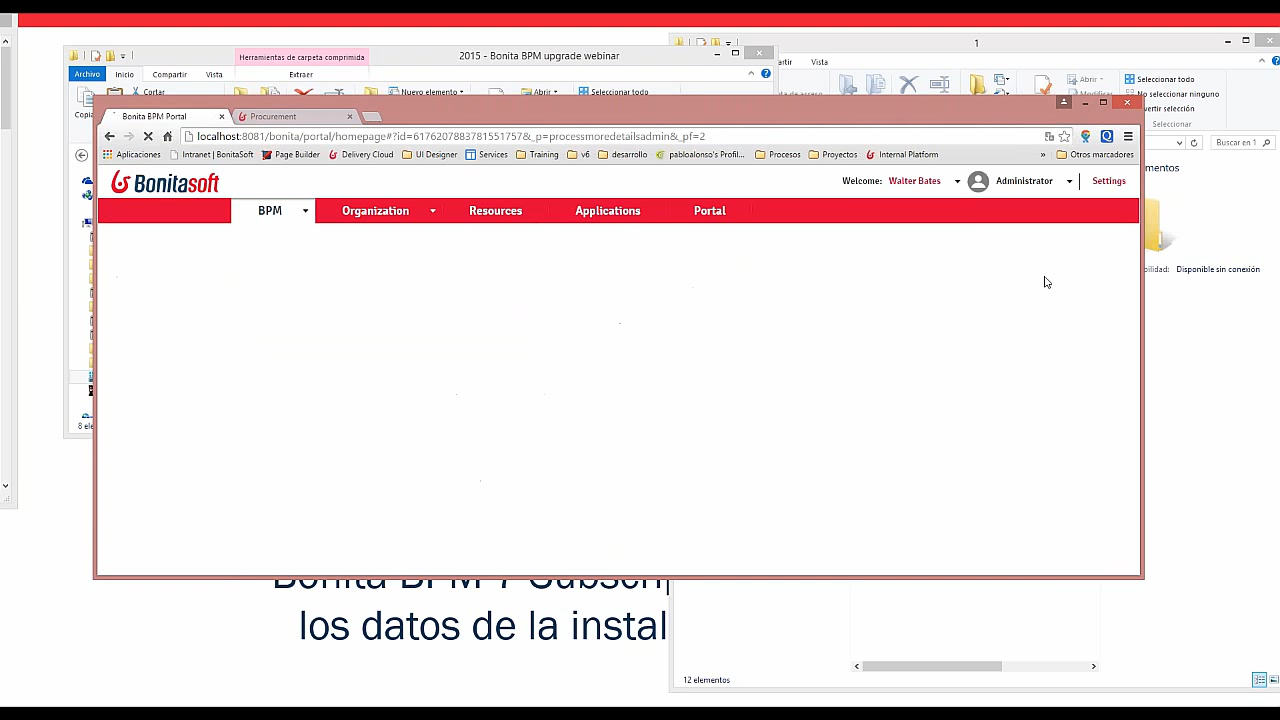 1
Herramientas de carpeta comprimida
2015 - Bonita BPM upgrade webinar
Archivo Inicio Compartir Vista Extraer
Vista
Cortar Nuevo elemento Abrir Seleccionar todo
Abrir Seleccionar todo
No seleccionar ninguno
Seleccionar
Bonita BPM Portal Procurement
localhost:8081/bonita/portal/homepage#?id=6176207883781551757&_p=processmoredetailsadmin&_pf=2
Buscar en 1
Aplicaciones Intranet | BonitaSoft Page Builder Delivery Cloud UI Designer Services Training v6 desarrollo pabloalonso's Profil... Procesos Proyectos Internal Platform » Otros marcadores
Bonitasoft
Welcome: Walter Bates Administrator Settings
BPM Organization Resources Applications Portal
Disponible sin conexión
los datos de la instal
12 elementos